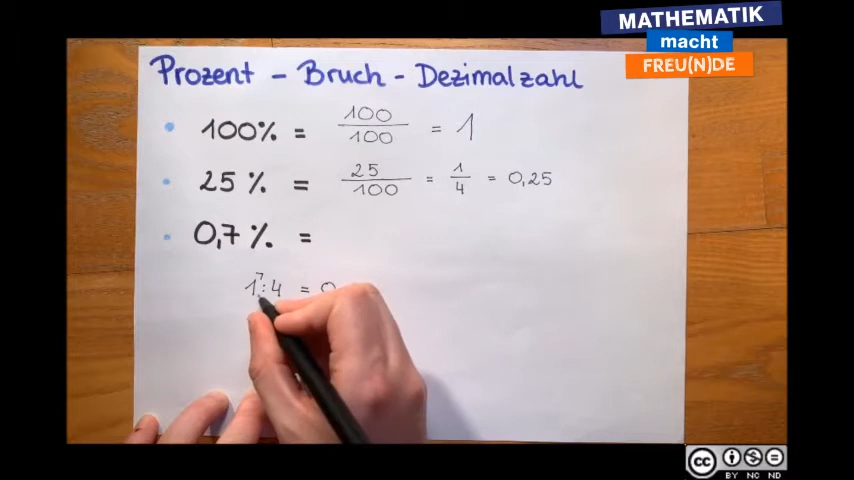 MATHEMATIK
macht
FREU(N)DE
Prozent - Bruch - Dezimalzahl
• 100% = 100/100 = 1
• 25 % = 25/100 = 1/4 = 0,25
• 0,7 % =
1:4 = 0
cc BY NC ND